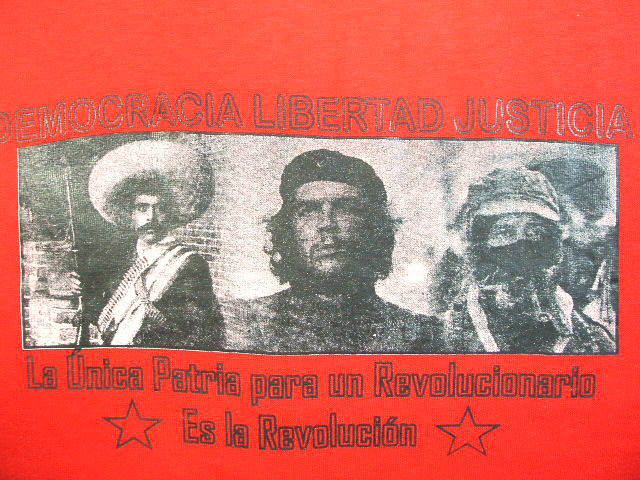 DEMOCRACIA LIBERTAD JUSTICIA
La Única Patria para un Revolucionario
Es la Revolución